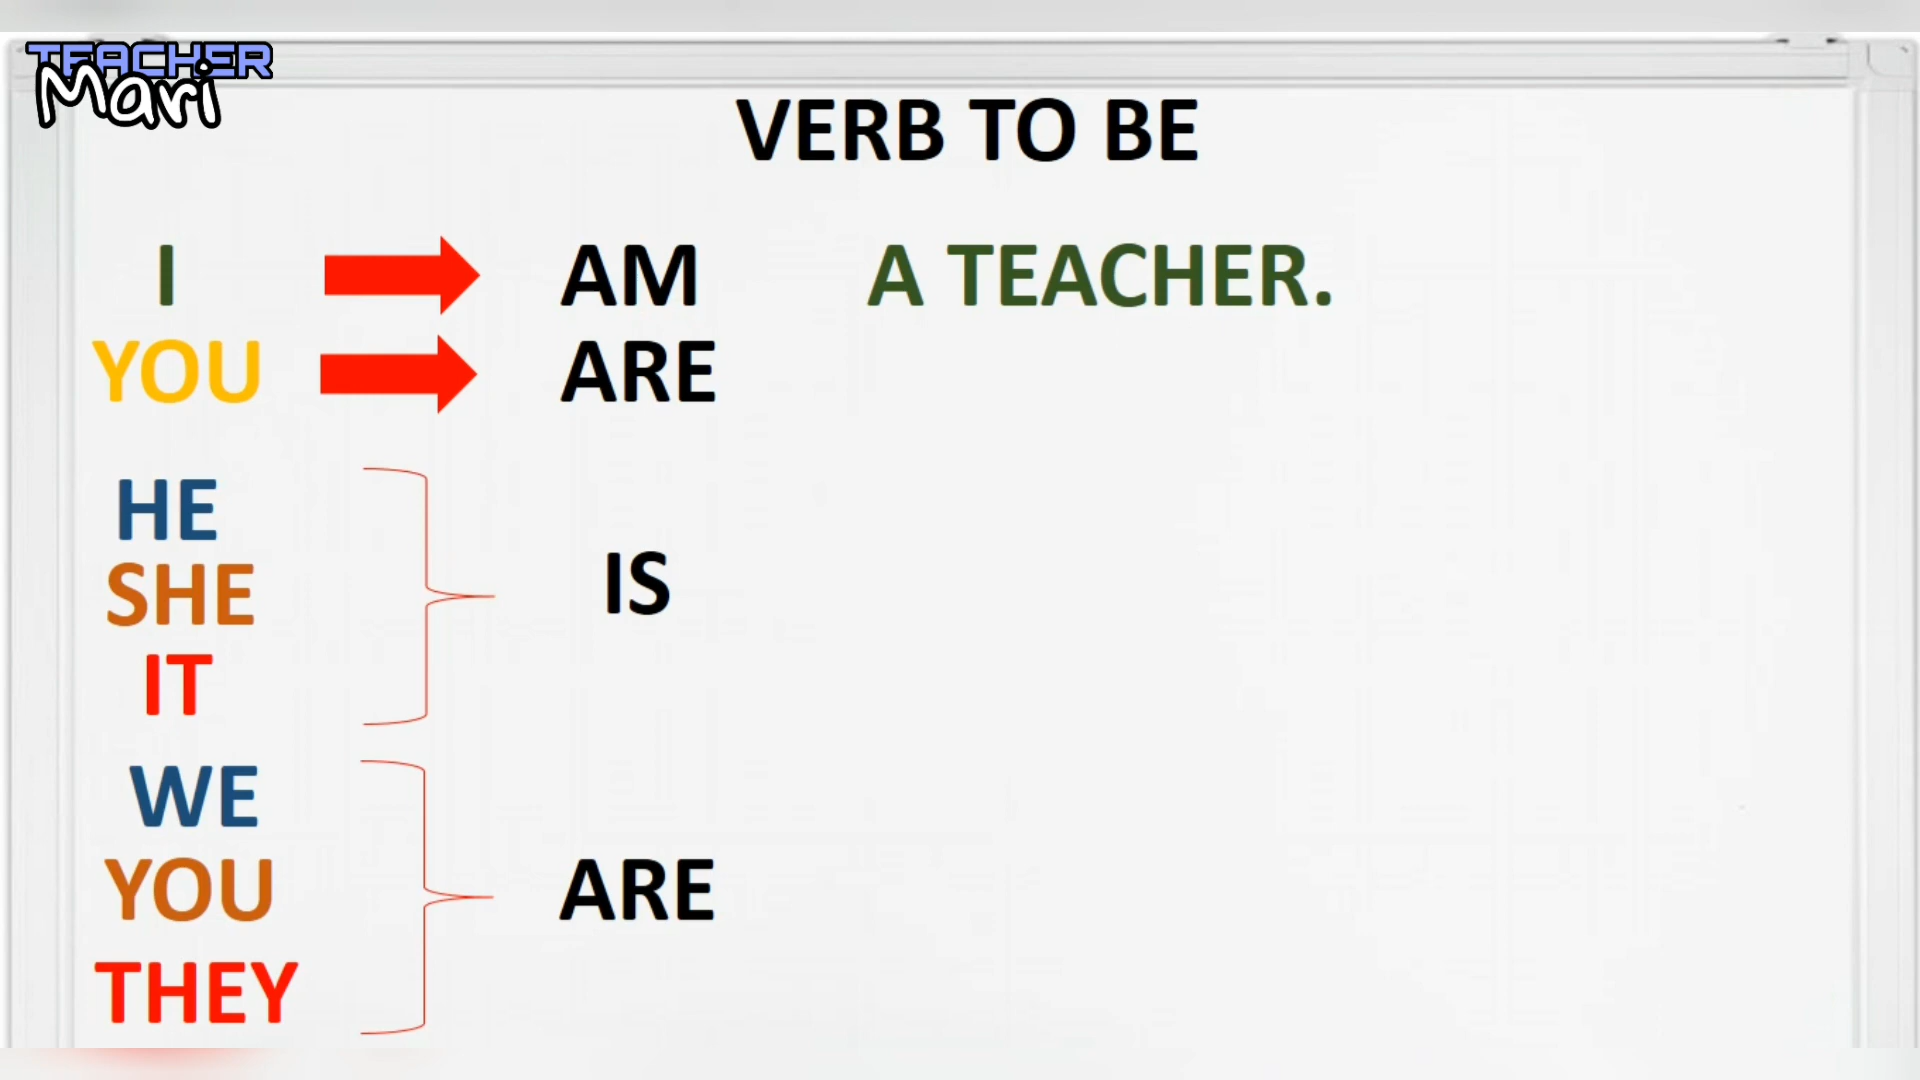 TEACHER
Mari
VERB TO BE
I AM A TEACHER.
YOU ARE
HE
SHE
IS
IT
WE
YOU
ARE
THEY